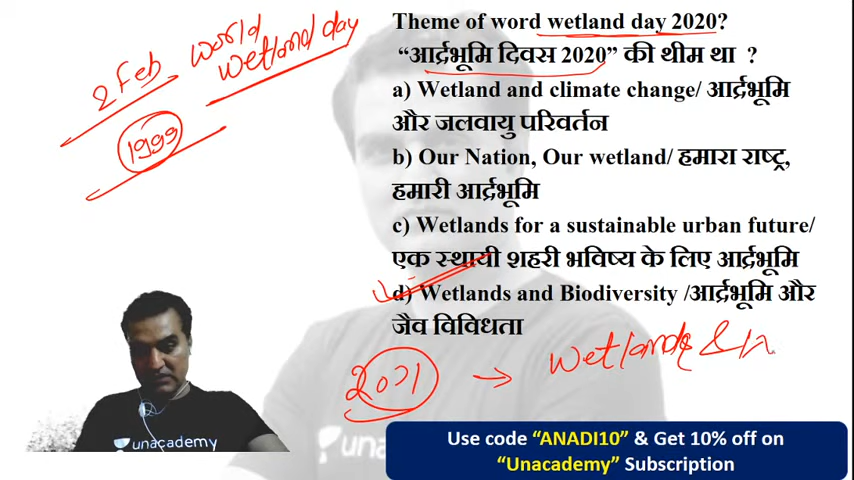 Theme of word wetland day 2020?
“आर्द्रभूमि दिवस 2020” की थीम था ?
a) Wetland and climate change/ आर्द्रभूमि
और जलवायु परिवर्तन
b) Our Nation, Our wetland/ हमारा राष्ट्र,
हमारी आर्द्रभूमि
c) Wetlands for a sustainable urban future/
एक स्थायी शहरी भविष्य के लिए आर्द्रभूमि
d) Wetlands and Biodiversity /आर्द्रभूमि और
जैव विविधता
2 Feb world
wetland day
1999
2021 → wetlands &
unacademy
una
Use code “ANADI10” & Get 10% off on
“Unacademy” Subscription